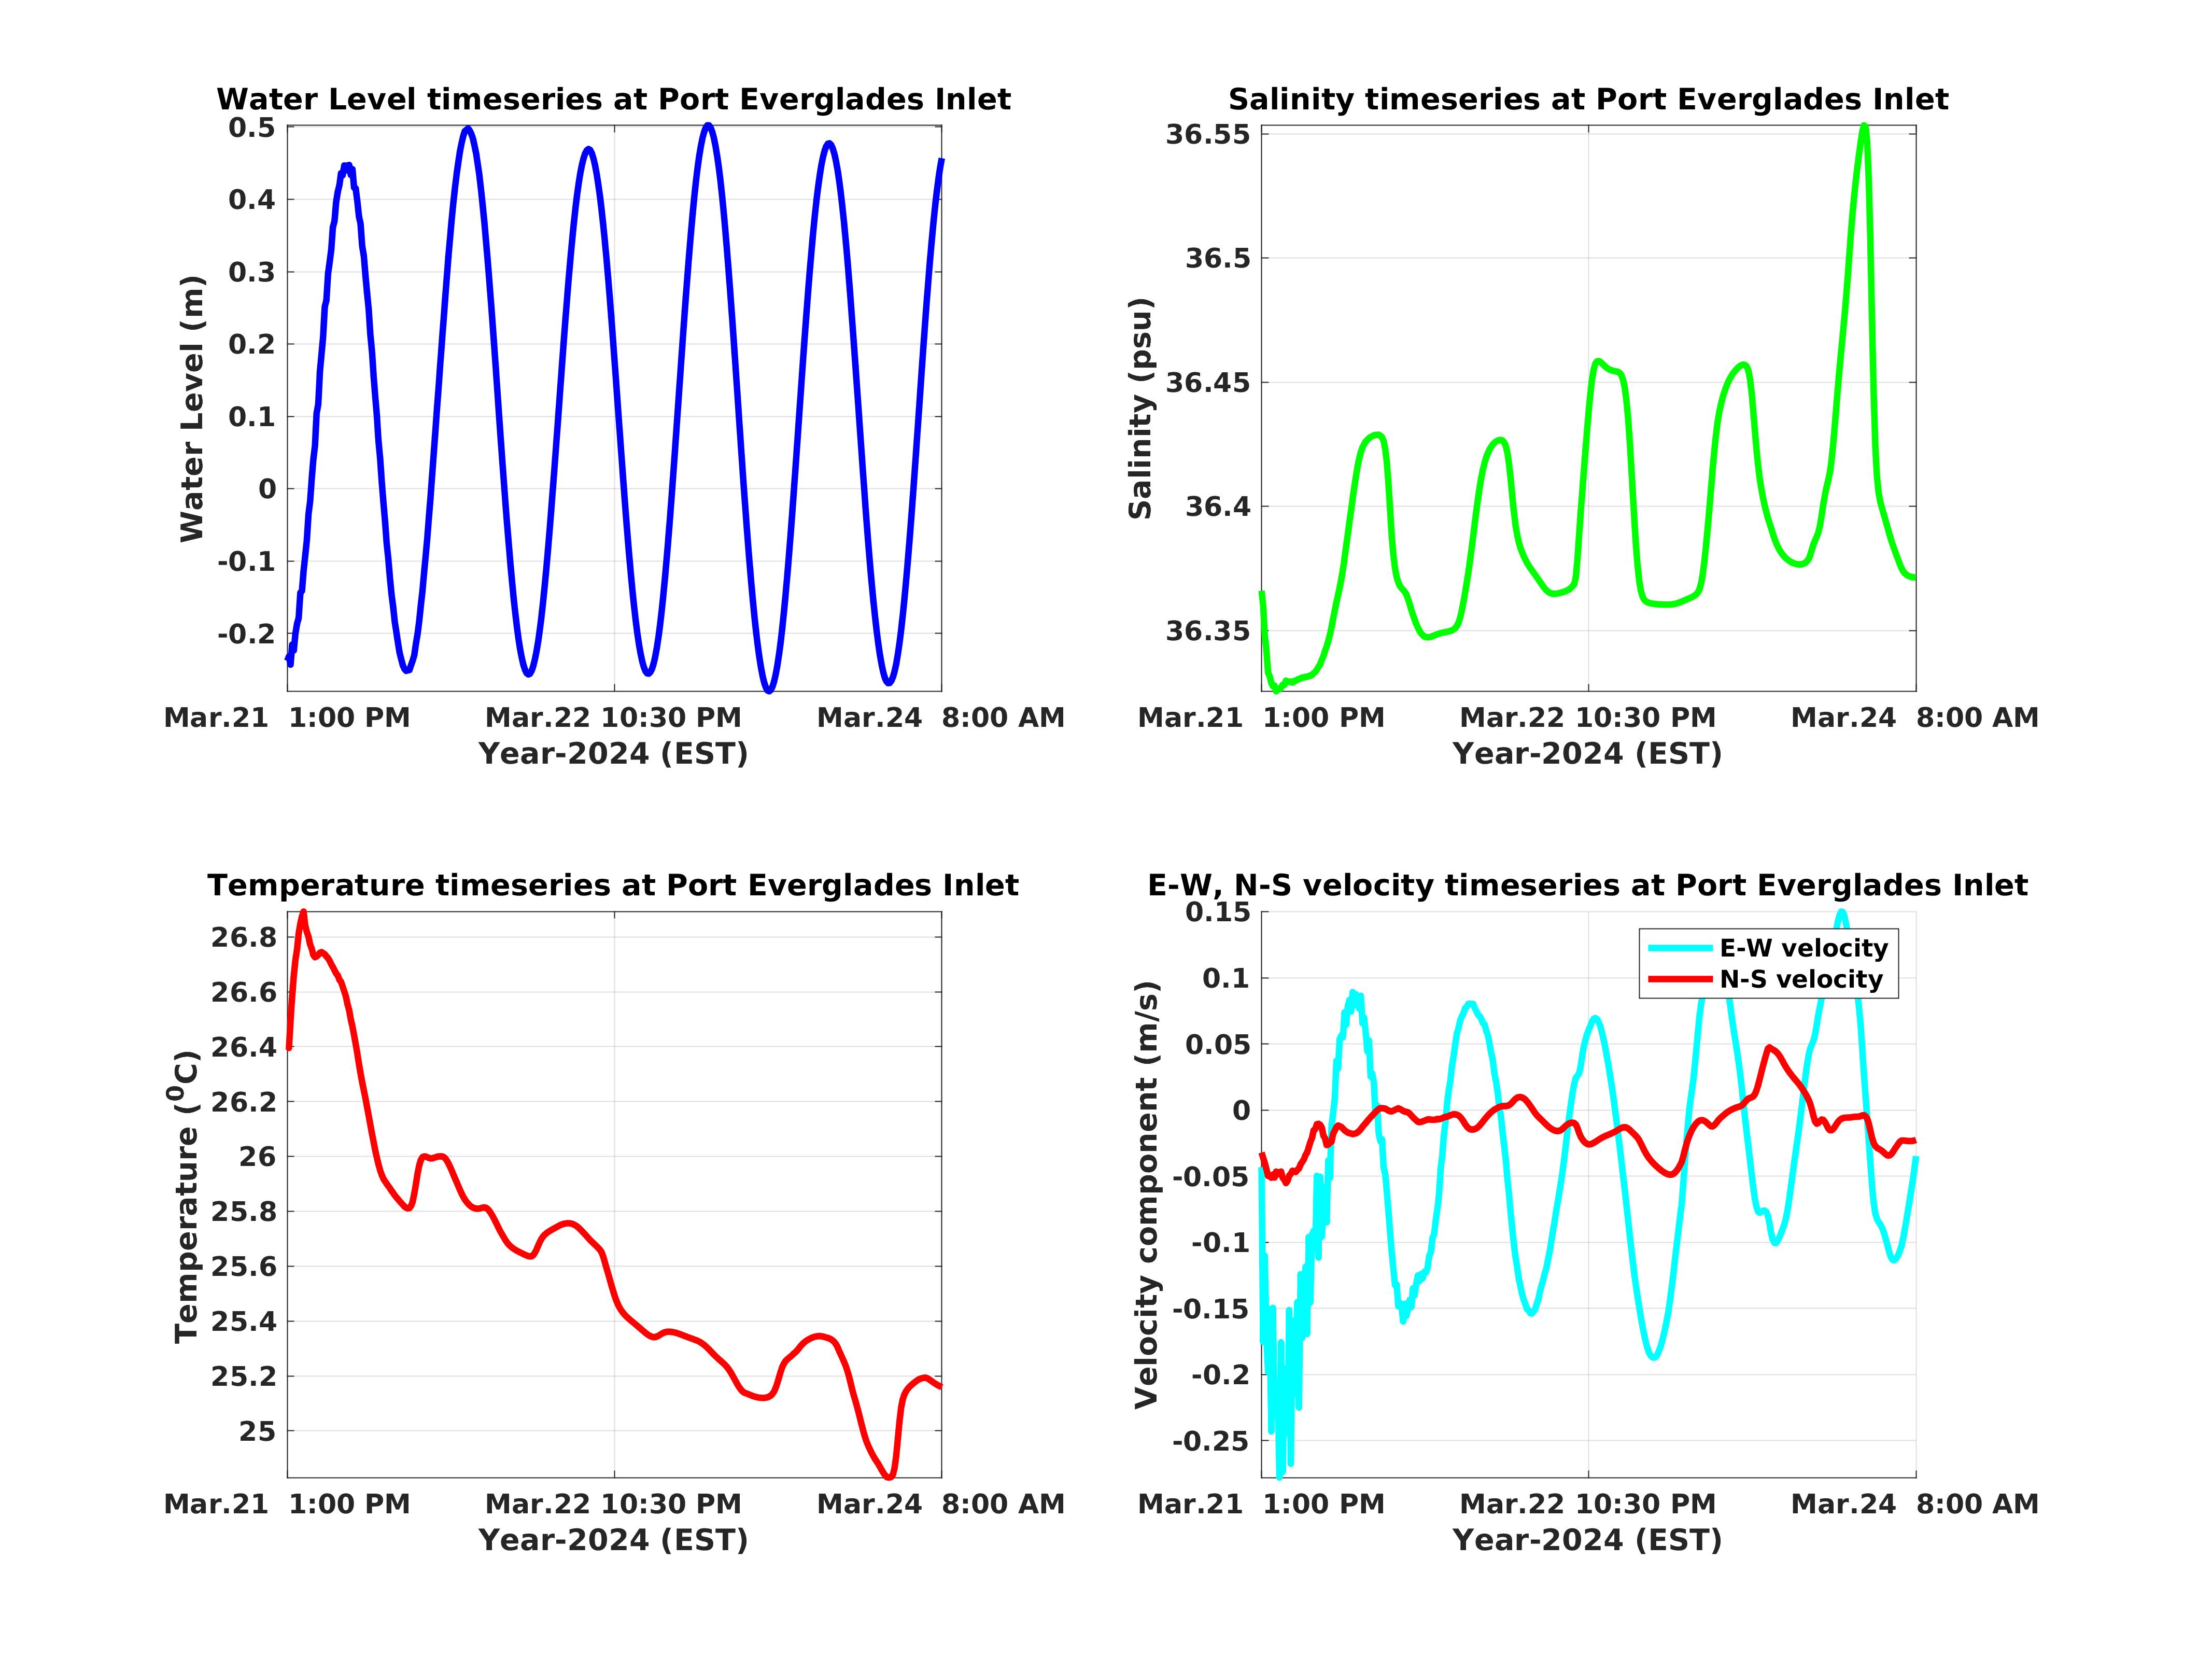 Water Level timeseries at Port Everglades Inlet
0.5
0.4
0.3
0.2
0.1
0
-0.1
-0.2
Water Level (m)
Mar.21 1:00 PM Mar.22 10:30 PM Mar.24 8:00 AM
Year-2024 (EST)
Salinity timeseries at Port Everglades Inlet
36.55
36.5
36.45
36.4
36.35
Salinity (psu)
Mar.21 1:00 PM Mar.22 10:30 PM Mar.24 8:00 AM
Year-2024 (EST)
Temperature timeseries at Port Everglades Inlet
26.8
26.6
26.4
26.2
26
25.8
25.6
25.4
25.2
25
Temperature (⁰C)
Mar.21 1:00 PM Mar.22 10:30 PM Mar.24 8:00 AM
Year-2024 (EST)
E-W, N-S velocity timeseries at Port Everglades Inlet
0.15
0.1
0.05
0
-0.05
-0.1
-0.15
-0.2
-0.25
Velocity component (m/s)
E-W velocity
N-S velocity
Mar.21 1:00 PM Mar.22 10:30 PM Mar.24 8:00 AM
Year-2024 (EST)